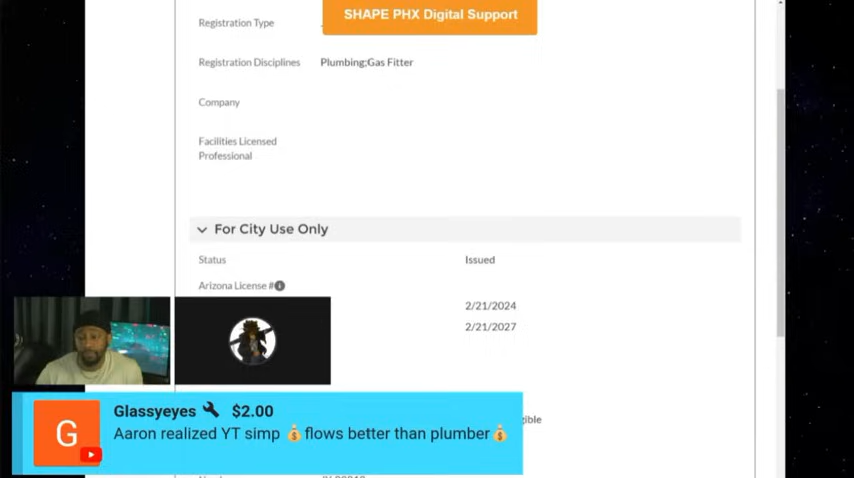 SHAPE PHX Digital Support
Registration Type
Registration Disciplines Plumbing;Gas Fitter
Company
Facilities Licensed
Professional
For City Use Only
Status Issued
Arizona License #
2/21/2024
2/21/2027
G
Glassyeyes $2.00
Aaron realized YT simp 💰flows better than plumber💰